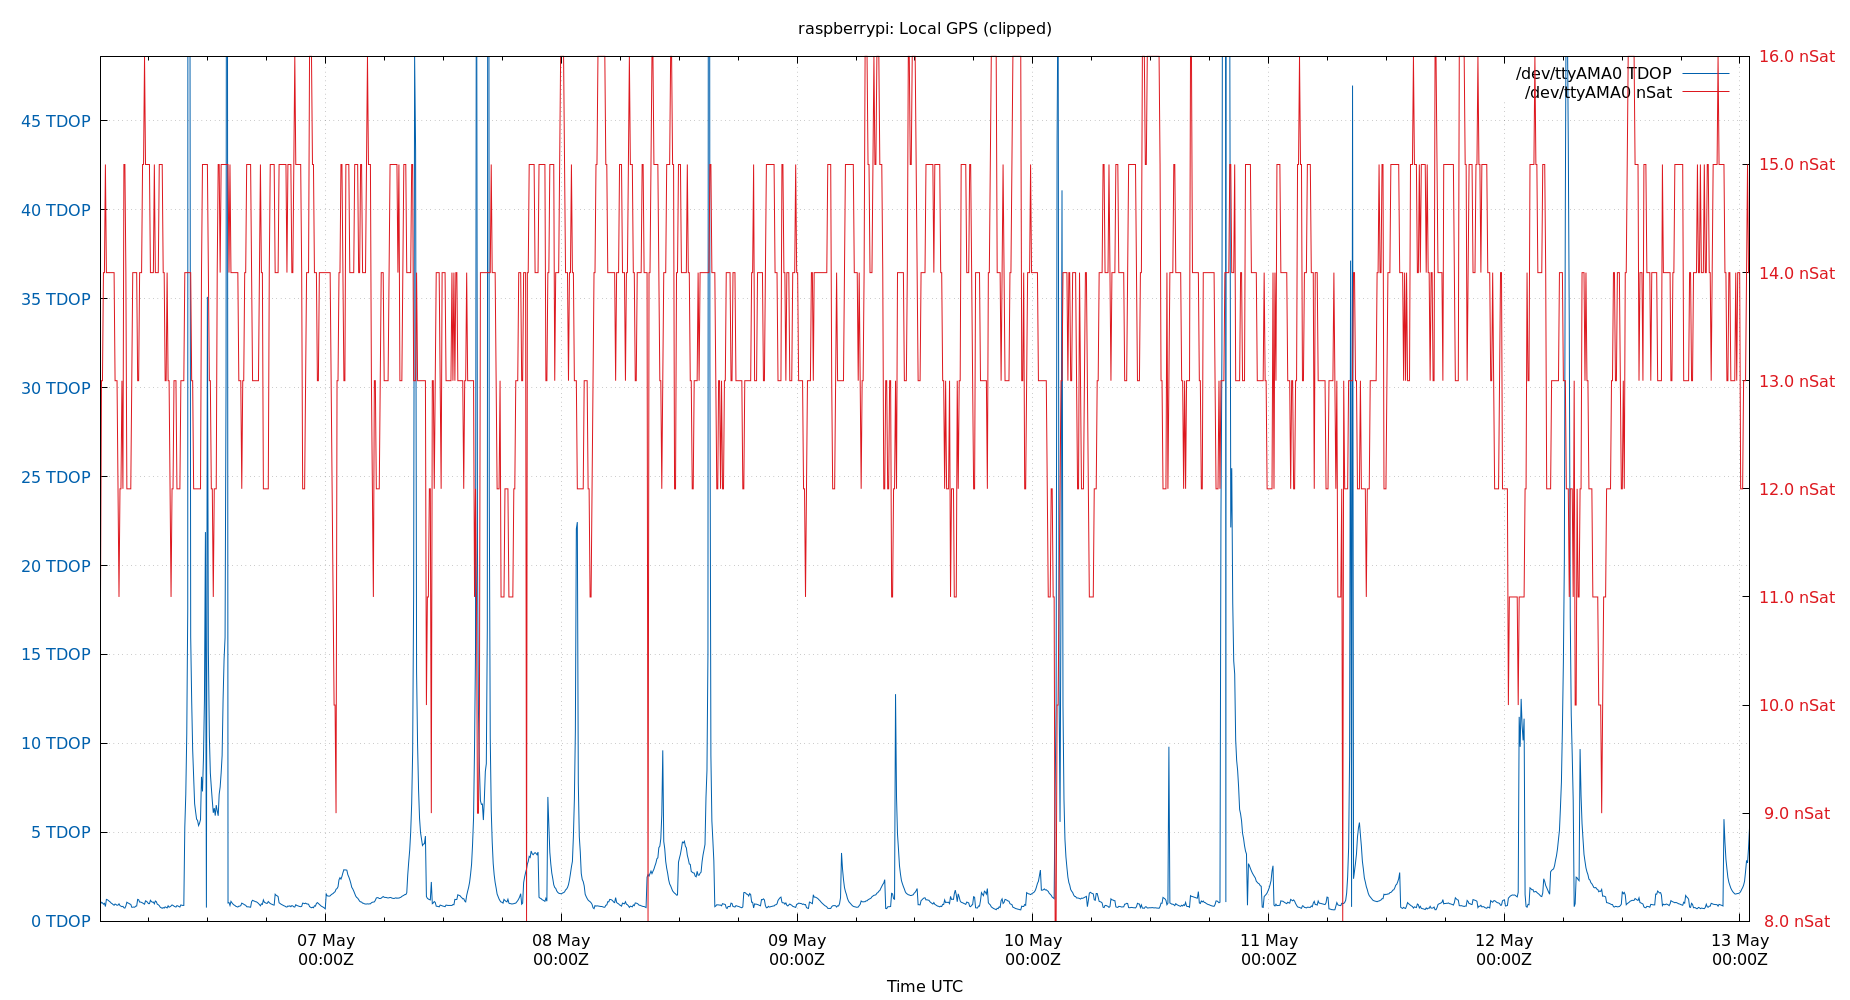 raspberrypi: Local GPS (clipped)
/dev/ttyAMA0 TDOP
/dev/ttyAMA0 nSat
45 TDOP
40 TDOP
35 TDOP
30 TDOP
25 TDOP
20 TDOP
15 TDOP
10 TDOP
5 TDOP
0 TDOP
16.0 nSat
15.0 nSat
14.0 nSat
13.0 nSat
12.0 nSat
11.0 nSat
10.0 nSat
9.0 nSat
8.0 nSat
07 May
00:00Z
08 May
00:00Z
09 May
00:00Z
10 May
00:00Z
11 May
00:00Z
12 May
00:00Z
13 May
00:00Z
Time UTC